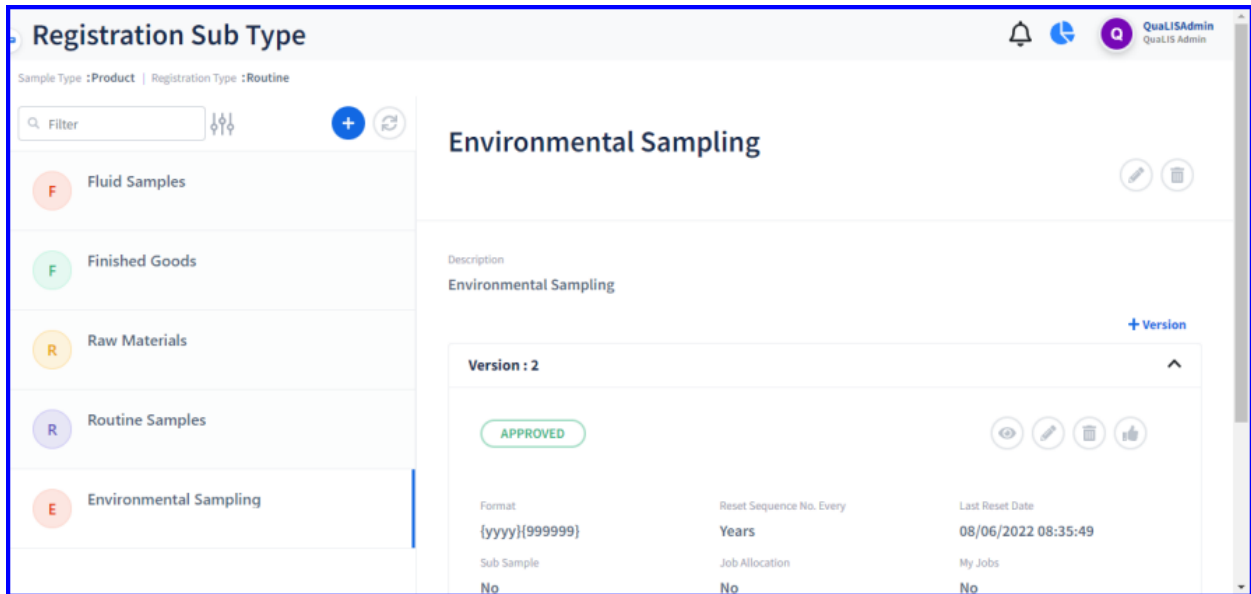 Registration Sub Type
Q
QuaLISAdmin
QuaLIS Admin
Sample Type :Product | Registration Type :Routine
Filter
F
Fluid Samples
F
Finished Goods
R
Raw Materials
R
Routine Samples
E
Environmental Sampling
Environmental Sampling
Description
Environmental Sampling
+ Version
Version : 2
APPROVED
Format Reset Sequence No. Every Last Reset Date
{yyyy}{999999} Years 08/06/2022 08:35:49
Sub Sample Job Allocation My Jobs
No No No